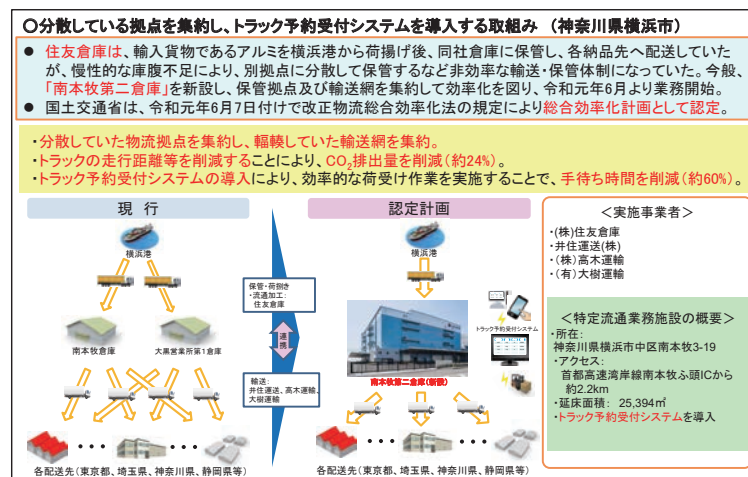 ○分散している拠点を集約し、トラック予約受付システムを導入する取組み （神奈川県横浜市）
● 住友倉庫は、輸入貨物であるアルミを横浜港から荷揚げ後、同社倉庫に保管し、各納品先へ配送していた
が、慢性的な庫腹不足により、別拠点に分散して保管するなど非効率な輸送・保管体制になっていた。今般、
「南本牧第二倉庫」を新設し、保管拠点及び輸送網を集約して効率化を図り、令和元年6月より業務開始。
● 国土交通省は、令和元年6月7日付けで改正物流総合効率化法の規定により総合効率化計画として認定。
・分散していた物流拠点を集約し、輻輳していた輸送網を集約。
・トラックの走行距離等を削減することにより、CO2排出量を削減（約24%）。
・トラック予約受付システムの導入により、効率的な荷受け作業を実施することで、手待ち時間を削減（約60%）。
現 行
横浜港
南本牧倉庫
大黒営業所第1倉庫
各配送先（東京都、埼玉県、神奈川県、静岡県等）
保管・荷捌き
・流通加工：
住友倉庫
連携
輸送：
井住運送、高木運輸、
大樹運輸
認定計画
横浜港
トラック予約受付システム
南本牧第二倉庫（新設）
各配送先（東京都、埼玉県、神奈川県、静岡県等）
＜実施事業者＞
・(株)住友倉庫
・井住運送(株)
・(株)高木運輸
・(有)大樹運輸
＜特定流通業務施設の概要＞
・所在：
神奈川県横浜市中区南本牧3-19
・アクセス：
首都高速湾岸線南本牧ふ頭ICから
約2.2km
・延床面積： 25,394㎡
・トラック予約受付システムを導入